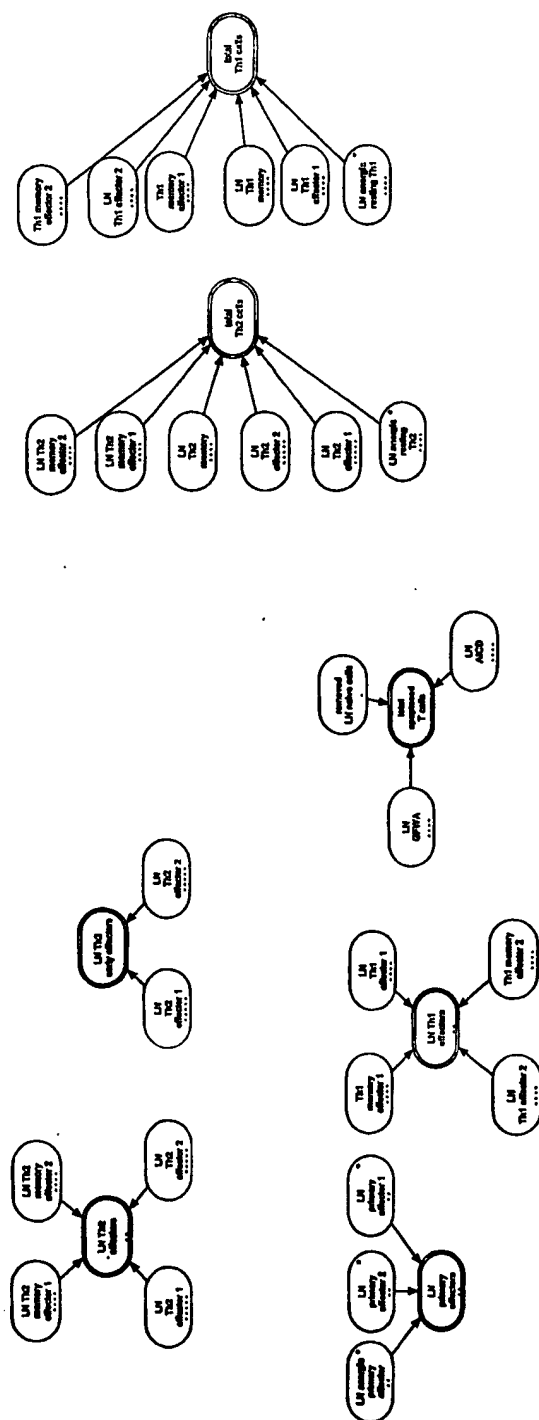 LN Th2
memory
effector 1
LN Th2
memory
effector 2
LN Th2
effectors
LN
Th2
effector 1
LN
Th2
effector 2
LN Th2
only effectors
LN
Th2
effector 1
LN
Th2
effector 2
LN Th2
memory
effector 2
LN Th2
memory
effector 1
LN
Th2
memory
LN
Th2
effector 2
LN
Th2
effector 1
LN anergic
resting
Th2
total
Th2 cells
Th1 memory
effector 2
LN
Th1 effector 2
Th1
memory
effector 1
LN
Th1
memory
LN
Th1
effector 1
LN anergic
resting Th1
total
Th1 cells
LN anergic
primary
effector
LN
primary
effector 2
LN
primary
effector 1
LN
primary
effectors
Th1
memory
effector 1
LN
Th1
effector 1
LN Th1
effectors
LN
Th1 effector 2
Th1 memory
effector 2
removed
LN naive cells
LN
total
apoptosed
T cells
LN
AICD